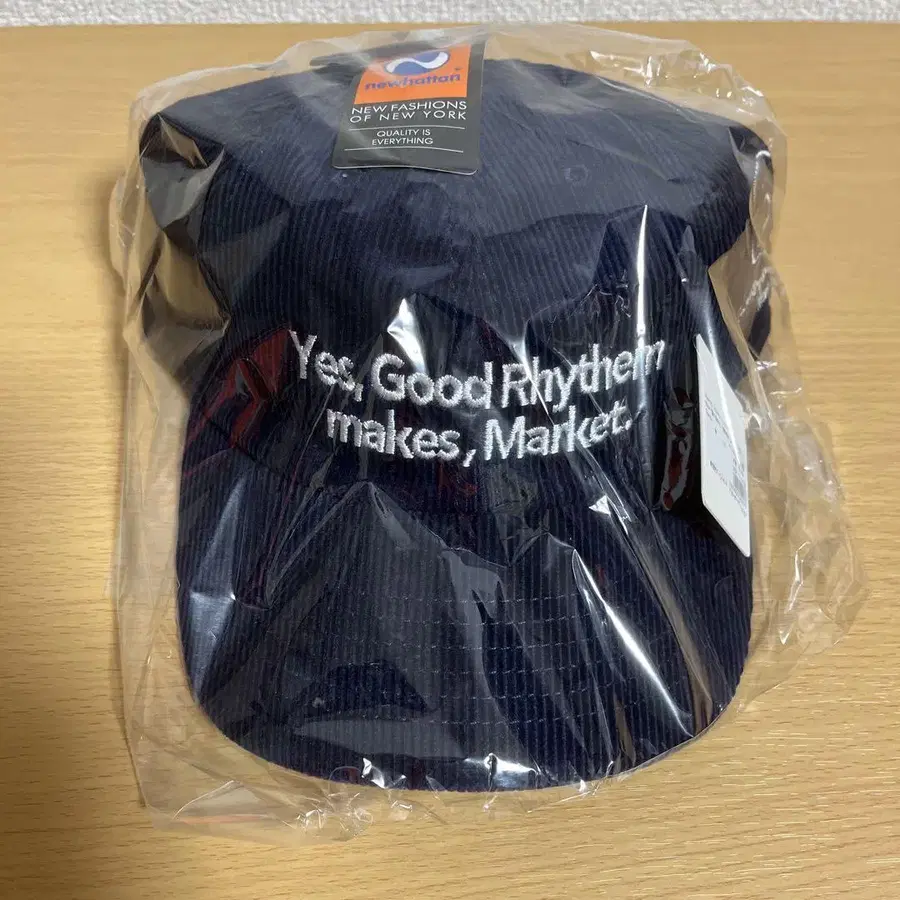 newhattan
NEW FASHIONS
OF NEW YORK
QUALITY IS
EVERYTHING
Yes, Good Rhythem
makes, Market.